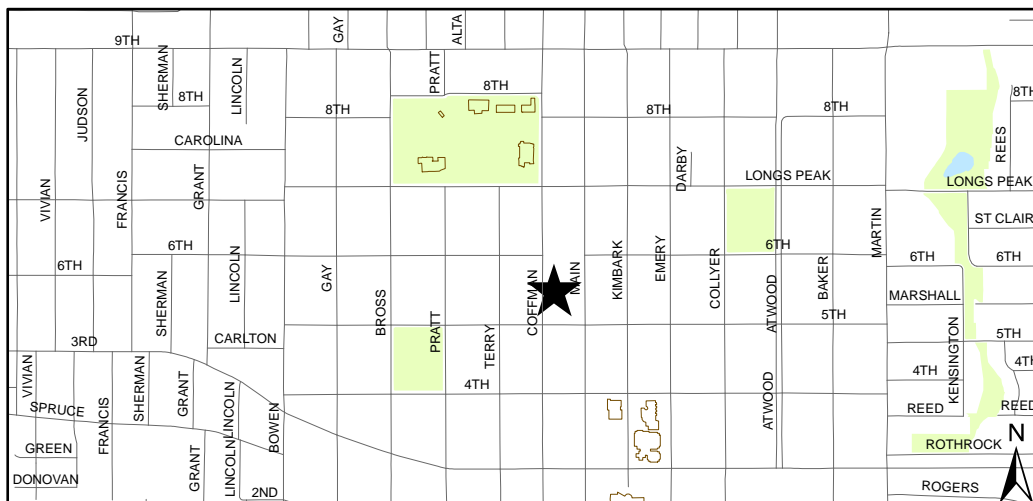 GAY
ALTA
9TH
SHERMAN
LINCOLN
PRATT
8TH
8TH
8TH
8TH
8TH
8TH
JUDSON
CAROLINA
DARBY
REES
LONGS PEAK
LONGS PEAK
VIVIAN
FRANCIS
GRANT
ST CLAIR
MARTIN
6TH
6TH
6TH
6TH
6TH
LINCOLN
GAY
COFFMAN
MAIN
KIMBARK
EMERY
COLLYER
BAKER
ATWOOD
MARSHALL
SHERMAN
BROSS
PRATT
TERRY
5TH
5TH
3RD
CARLTON
KENSINGTON
4TH
4TH
4TH
VIVIAN
SHERMAN
GRANT
LINCOLN
BOWEN
ATWOOD
SPRUCE
FRANCIS
REED
REED
N
GREEN
ROTHROCK
GRANT
LINCOLN
DONOVAN
2ND
ROGERS